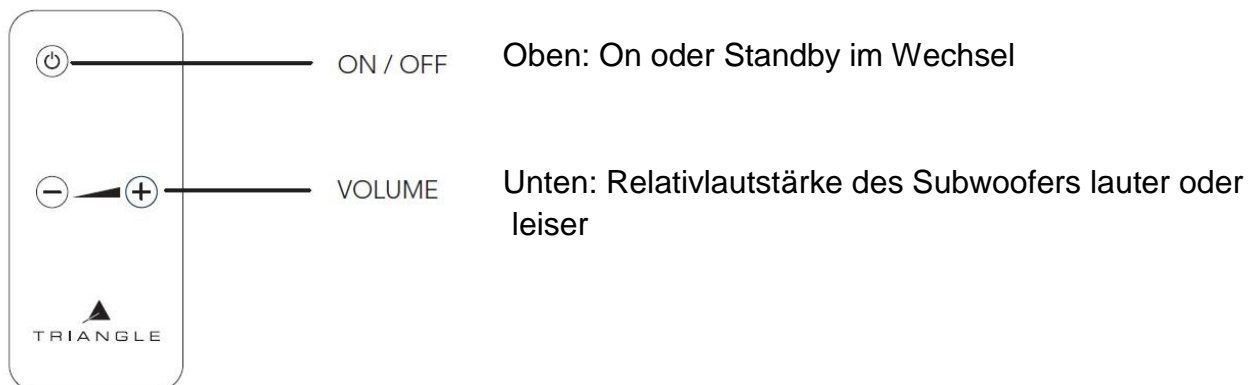 ON / OFF
Oben: On oder Standby im Wechsel
VOLUME
Unten: Relativlautstärke des Subwoofers lauter oder
leiser
TRIANGLE